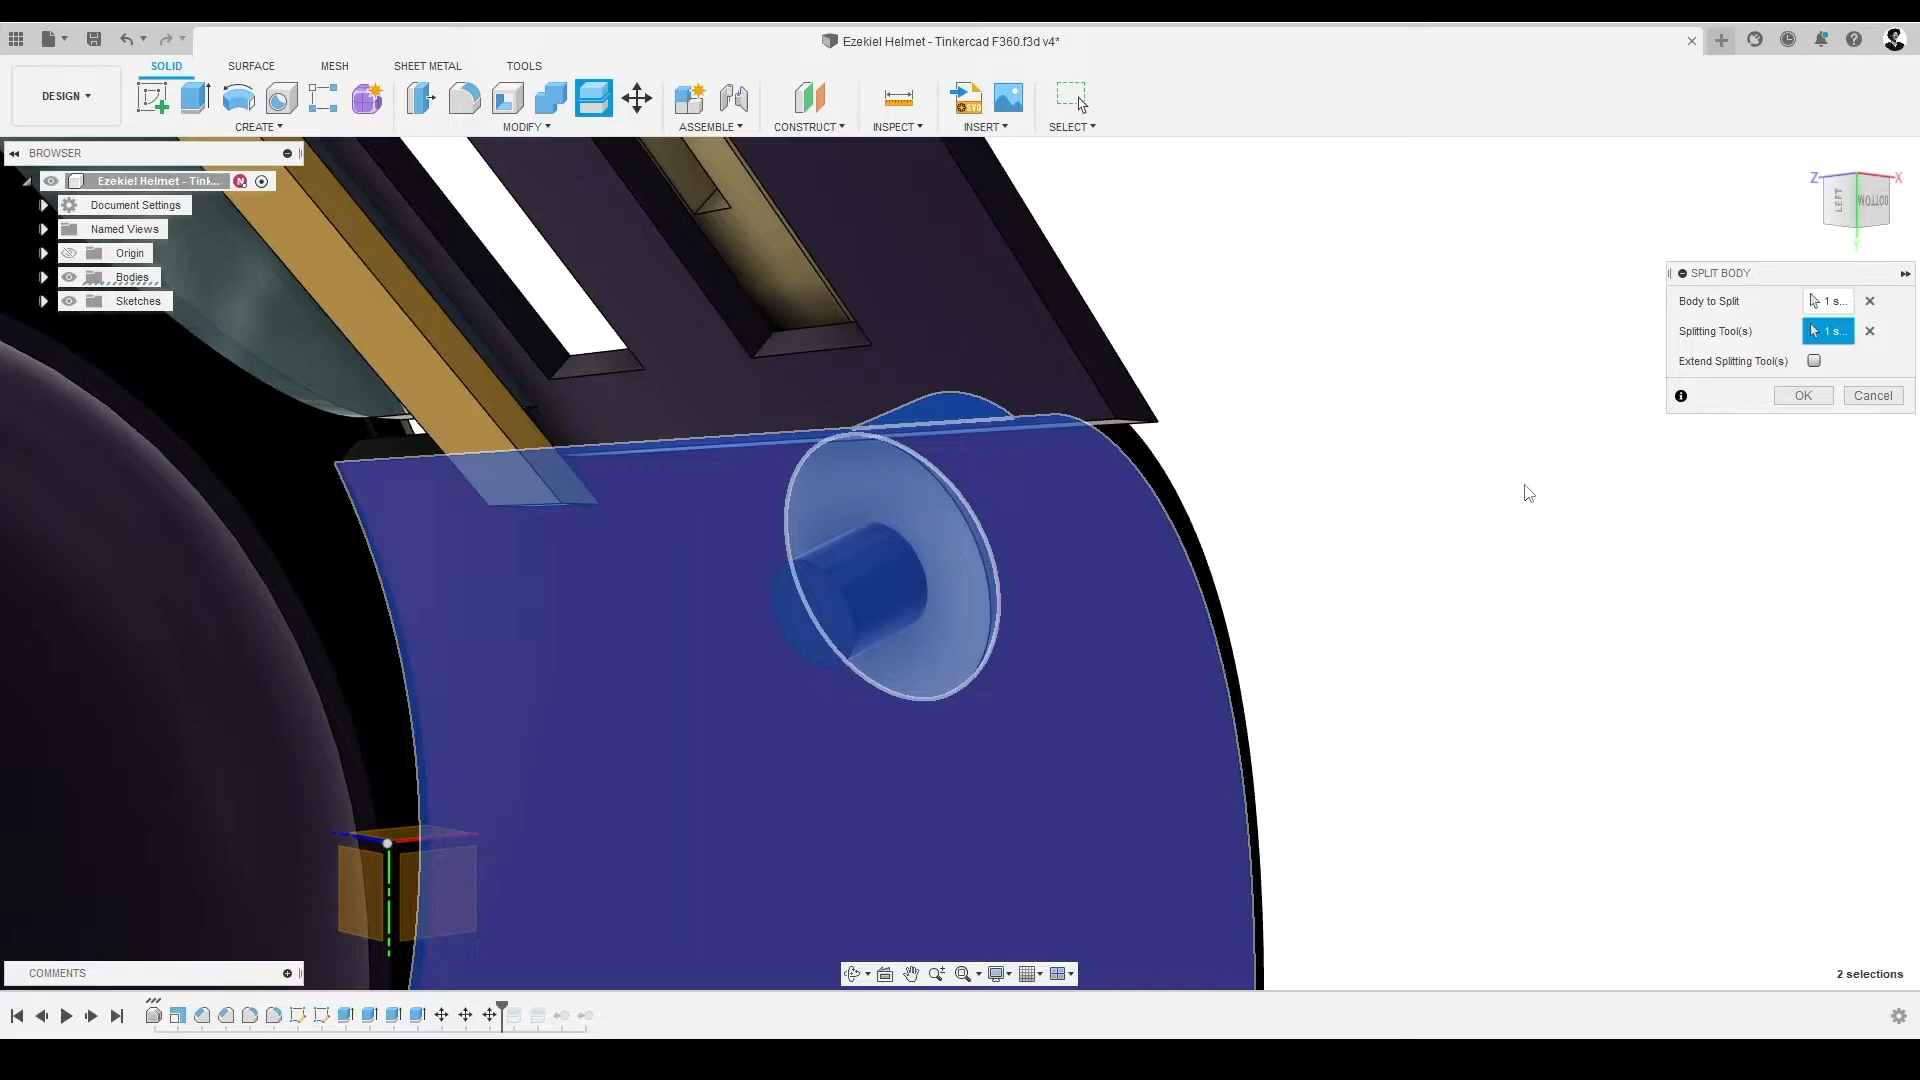 Ezekiel Helmet - Tinkercad F360.f3d v4*
SOLID SURFACE MESH SHEET METAL TOOLS
DESIGN
CREATE MODIFY ASSEMBLE CONSTRUCT INSPECT INSERT SELECT
SVG
BROWSER
Ezekiel Helmet - Tink...
N
Document Settings
Named Views
Origin
Bodies
Sketches
Z X
LEFT BOTTOM
Y
SPLIT BODY
Body to Split 1 s...
Splitting Tool(s) 1 s...
Extend Splitting Tool(s)
OK Cancel
COMMENTS
2 selections